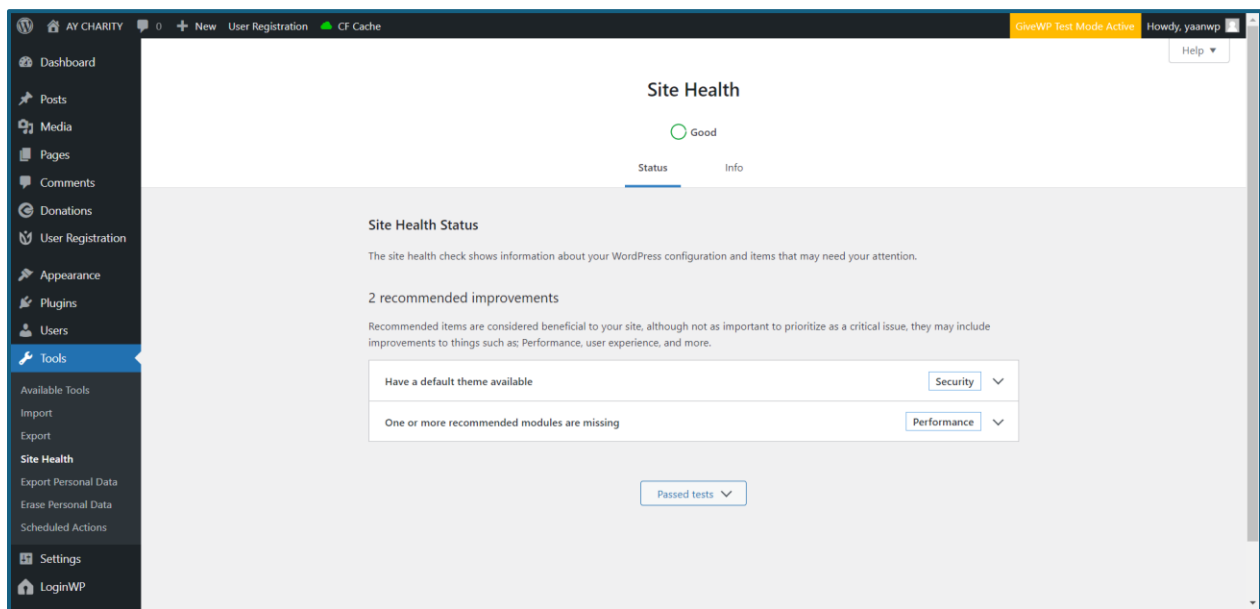 AY CHARITY 0 New User Registration CF Cache GiveWP Test Mode Active Howdy, yaanwp
Help
Dashboard
Posts
Media
Pages
Comments
Donations
User Registration
Appearance
Plugins
Users
Tools
Available Tools
Import
Export
Site Health
Export Personal Data
Erase Personal Data
Scheduled Actions
Settings
LoginWP
Site Health
Good
Status Info
Site Health Status
The site health check shows information about your WordPress configuration and items that may need your attention.
2 recommended improvements
Recommended items are considered beneficial to your site, although not as important to prioritize as a critical issue, they may include
improvements to things such as; Performance, user experience, and more.
Have a default theme available Security
One or more recommended modules are missing Performance
Passed tests